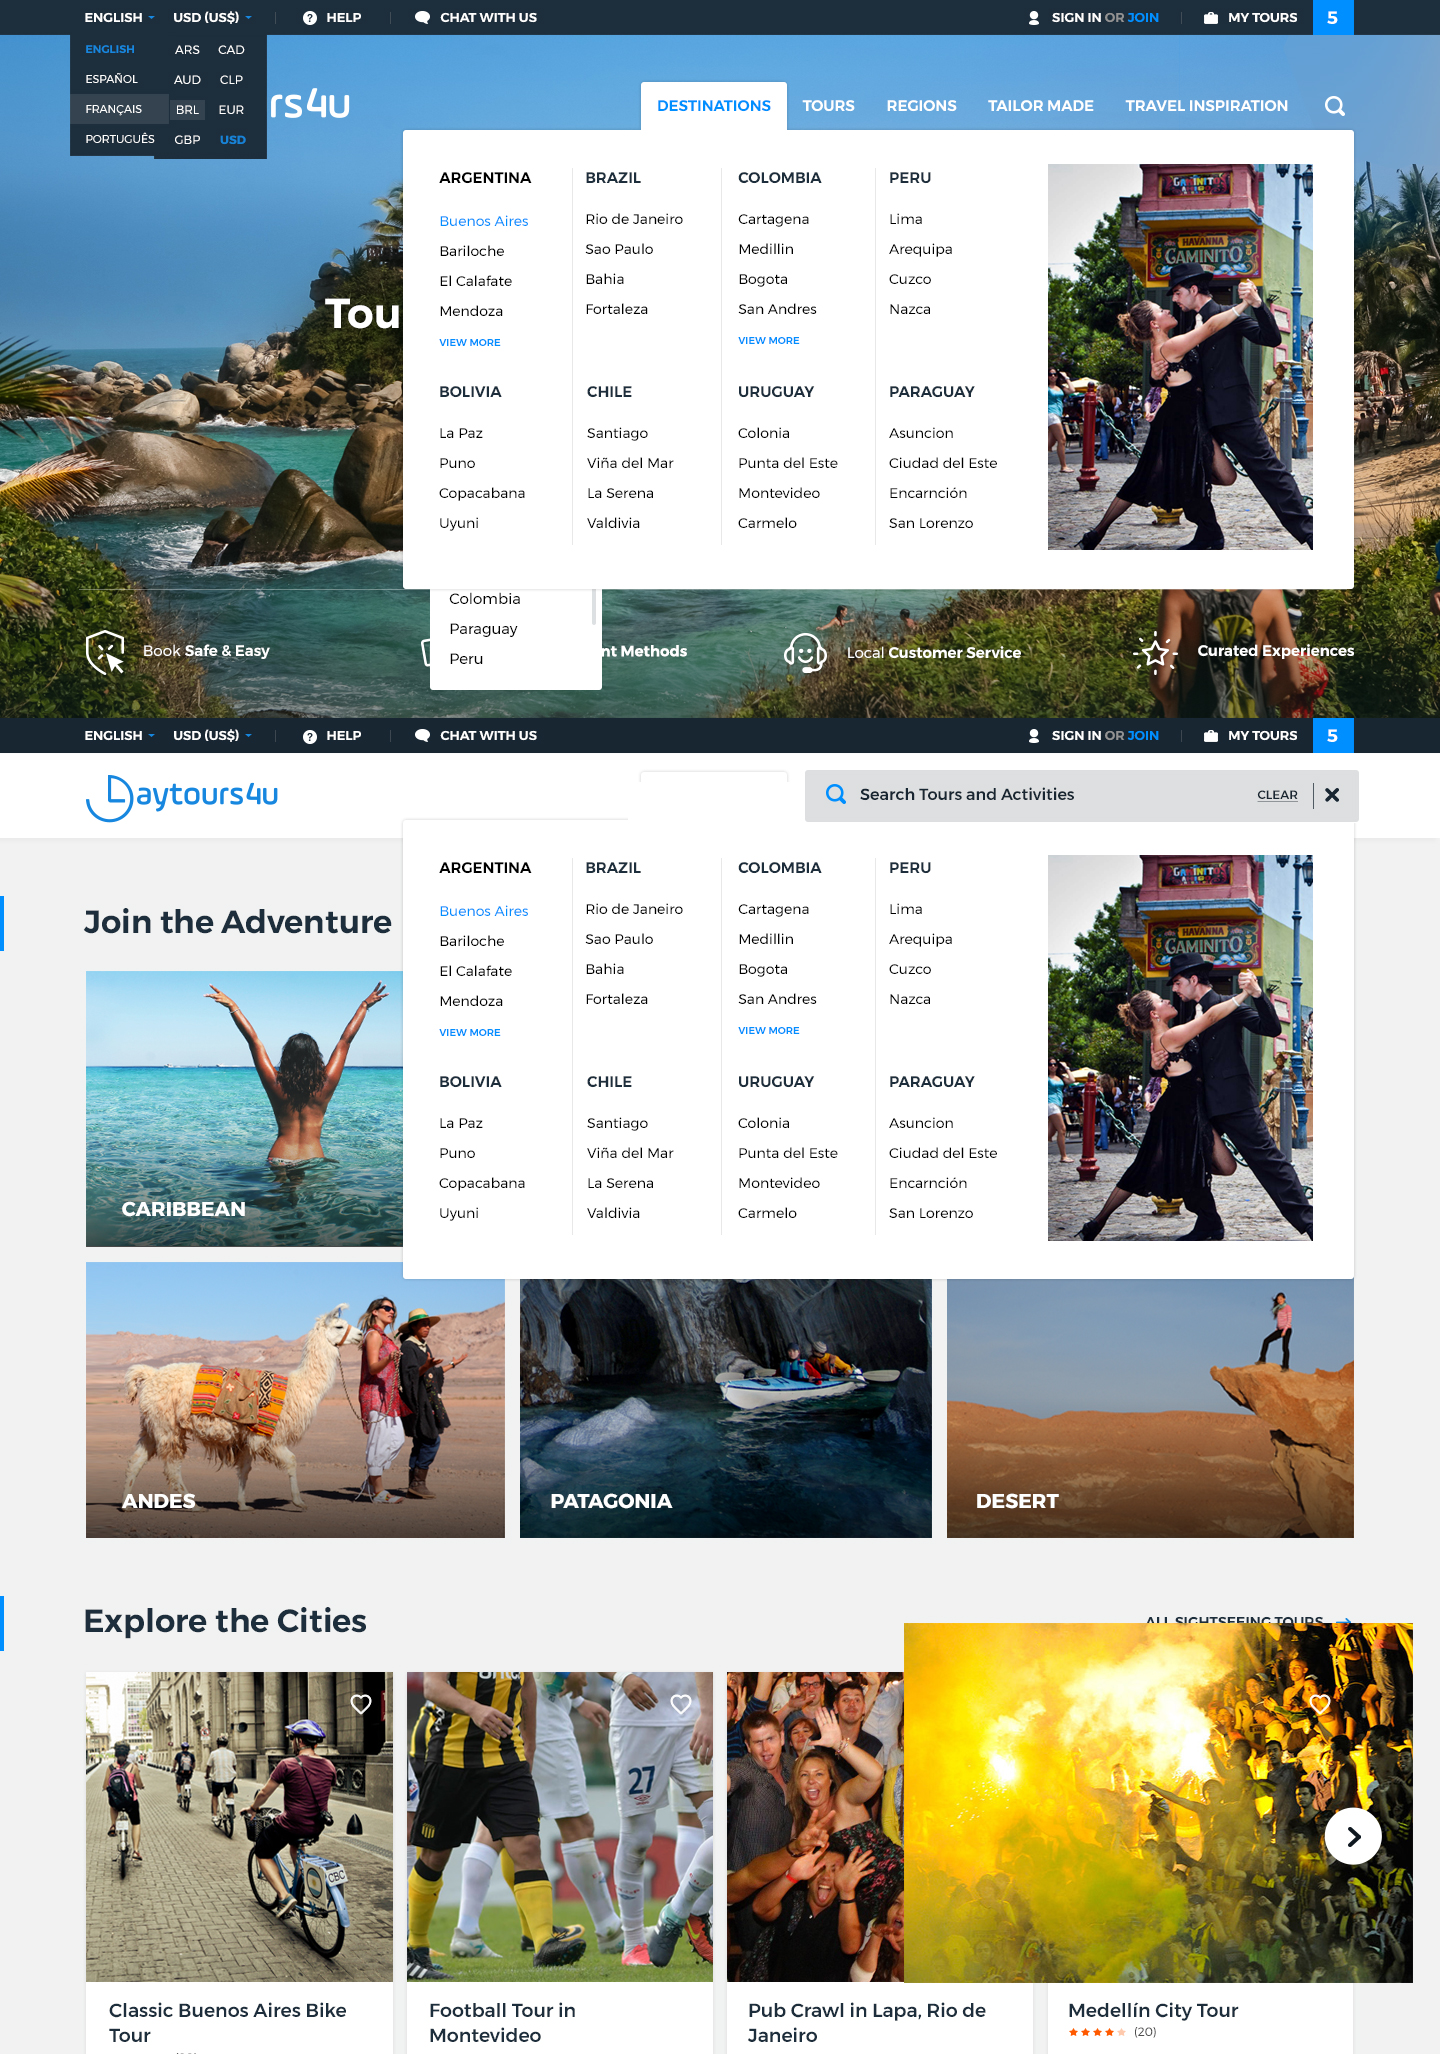 ENGLISH USD (US$) HELP CHAT WITH US SIGN IN OR JOIN MY TOURS 5
ENGLISH ARS CAD
ESPAÑOL AUD CLP
FRANÇAIS BRL EUR
PORTUGUÊS GBP USD
rs4u
DESTINATIONS TOURS REGIONS TAILOR MADE TRAVEL INSPIRATION
Tou
ARGENTINA BRAZIL COLOMBIA PERU
Buenos Aires Rio de Janeiro Cartagena Lima
Bariloche Sao Paulo Medillin Arequipa
El Calafate Bahia Bogota Cuzco
Mendoza Fortaleza San Andres Nazca
VIEW MORE VIEW MORE
HAVANNA
CAMINITO
BOLIVIA CHILE URUGUAY PARAGUAY
La Paz Santiago Colonia Asuncion
Puno Viña del Mar Punta del Este Ciudad del Este
Copacabana La Serena Montevideo Encarnción
Uyuni Valdivia Carmelo San Lorenzo
Colombia
Paraguay
Peru
Book Safe & Easy nt Methods Local Customer Service Curated Experiences
ENGLISH USD (US$) HELP CHAT WITH US SIGN IN OR JOIN MY TOURS 5
Daytours4u
Search Tours and Activities CLEAR
ARGENTINA BRAZIL COLOMBIA PERU
Buenos Aires Rio de Janeiro Cartagena Lima
Bariloche Sao Paulo Medillin Arequipa
El Calafate Bahia Bogota Cuzco
Mendoza Fortaleza San Andres Nazca
VIEW MORE VIEW MORE
HAVANNA
CAMINITO
BOLIVIA CHILE URUGUAY PARAGUAY
La Paz Santiago Colonia Asuncion
Puno Viña del Mar Punta del Este Ciudad del Este
Copacabana La Serena Montevideo Encarnción
Uyuni Valdivia Carmelo San Lorenzo
Join the Adventure
CARIBBEAN
ANDES PATAGONIA DESERT
Explore the Cities
ALL SIGHTSEEING TOURS
27
CBC
Classic Buenos Aires Bike
Tour
Football Tour in
Montevideo
Pub Crawl in Lapa, Rio de
Janeiro
Medellín City Tour
(20)